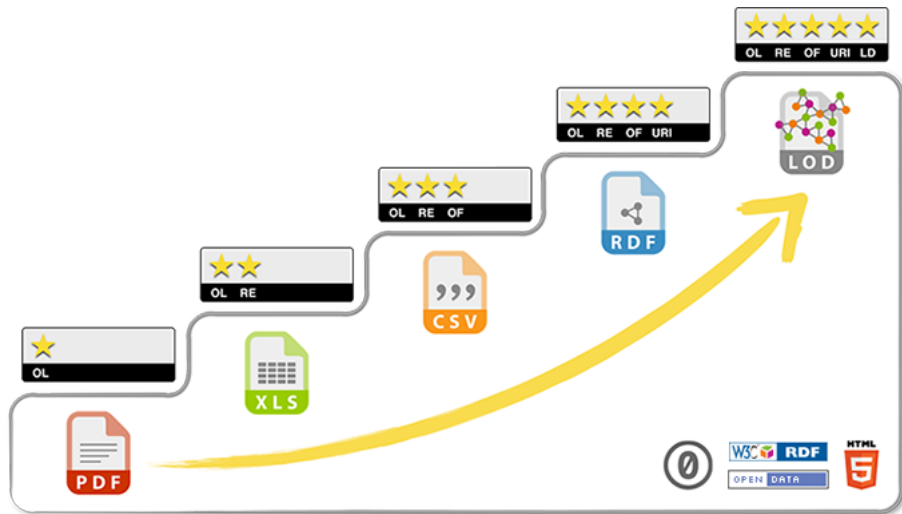 OL RE OF URI LD
LOD
OL RE OF URI
RDF
OL RE OF
CSV
OL RE
XLS
OL
PDF
0
W3C RDF
OPEN DATA
HTML
5